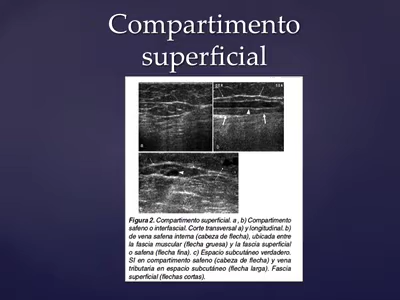 Compartimento
superficial
Figura 2. Compartimento superficial. a , b) Compartimento
safeno o interfascial. Corte transversal a) y longitudinal. b)
de vena safena interna (cabeza de flecha), ubicada entre
la fascia muscular (flecha gruesa) y la fascia superficial
o safena (flecha fina). c) Espacio subcutáneo verdadero.
SI en compartimento safeno (cabeza de flecha) y vena
tributaria en espacio subcutáneo (flecha larga). Fascia
superficial (flechas cortas).